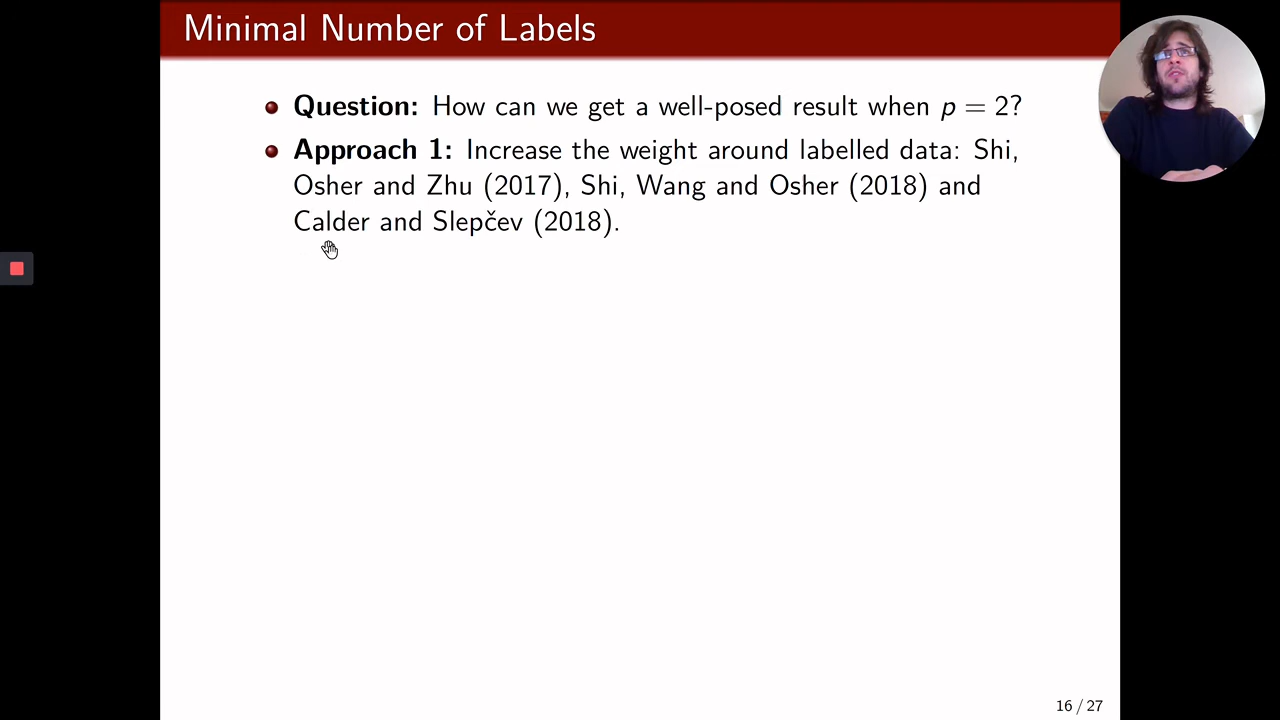 Minimal Number of Labels
Question: How can we get a well-posed result when p = 2?
Approach 1: Increase the weight around labelled data: Shi,
Osher and Zhu (2017), Shi, Wang and Osher (2018) and
Calder and Slepčev (2018).
16 / 27